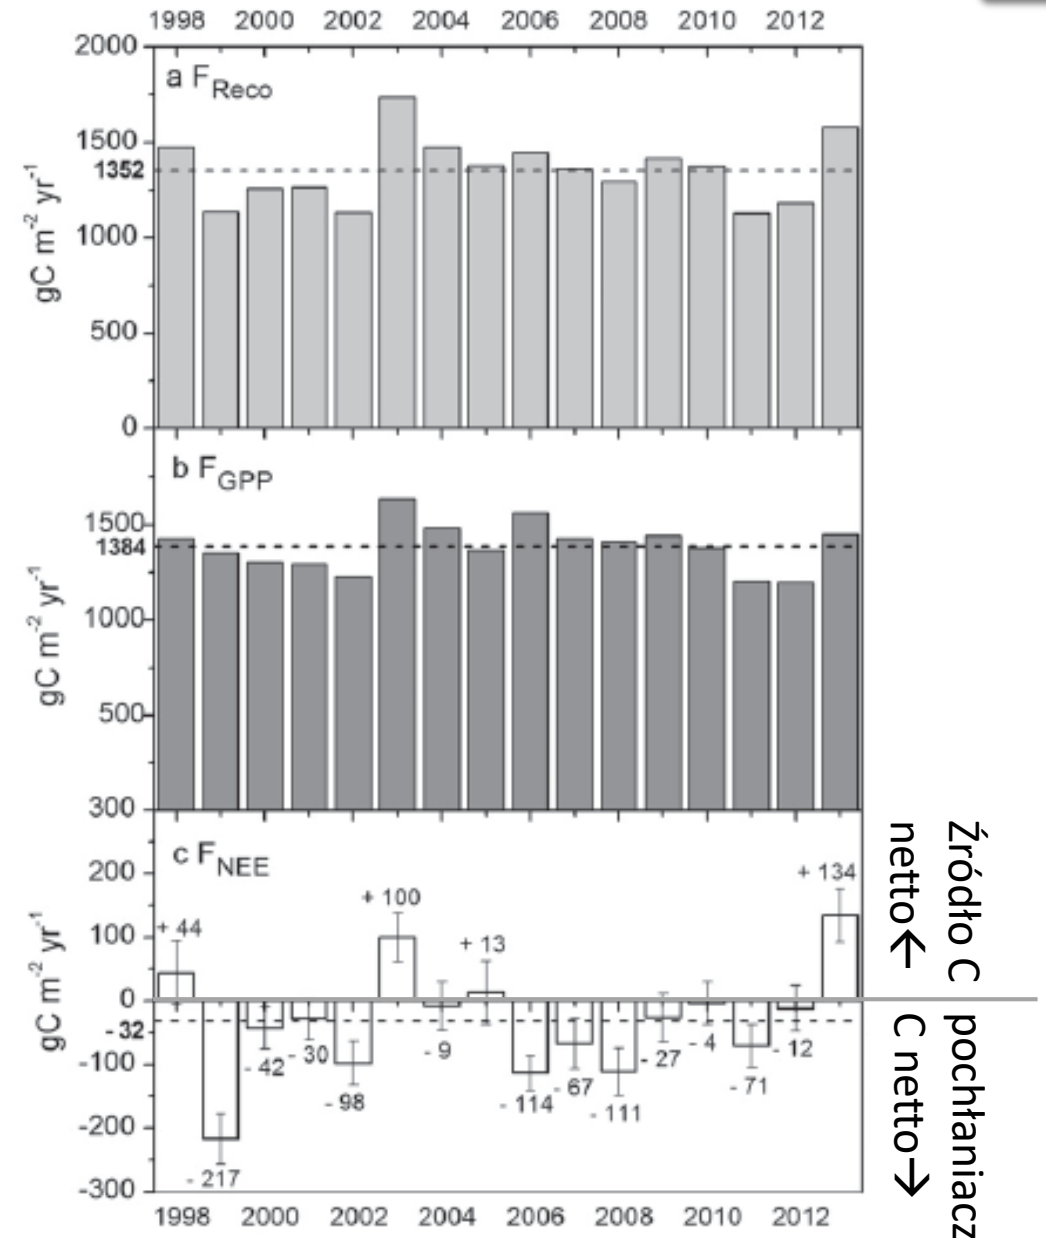 1998 2000 2002 2004 2006 2008 2010 2012
2000
a F Reco
1500
1352
1000
500
0
gC m-2 yr-1
b F GPP
1500
1384
1000
500
300
gC m-2 yr-1
c F NEE
200
100
0
- 32
-100
-200
-300
gC m-2 yr-1
+ 44
- 217
- 42
- 30
- 98
+ 100
- 9
+ 13
- 114
- 67
- 111
- 27
- 4
- 71
- 12
+ 134
1998 2000 2002 2004 2006 2008 2010 2012
Źródło C
netto←
pochłaniacz
C netto→